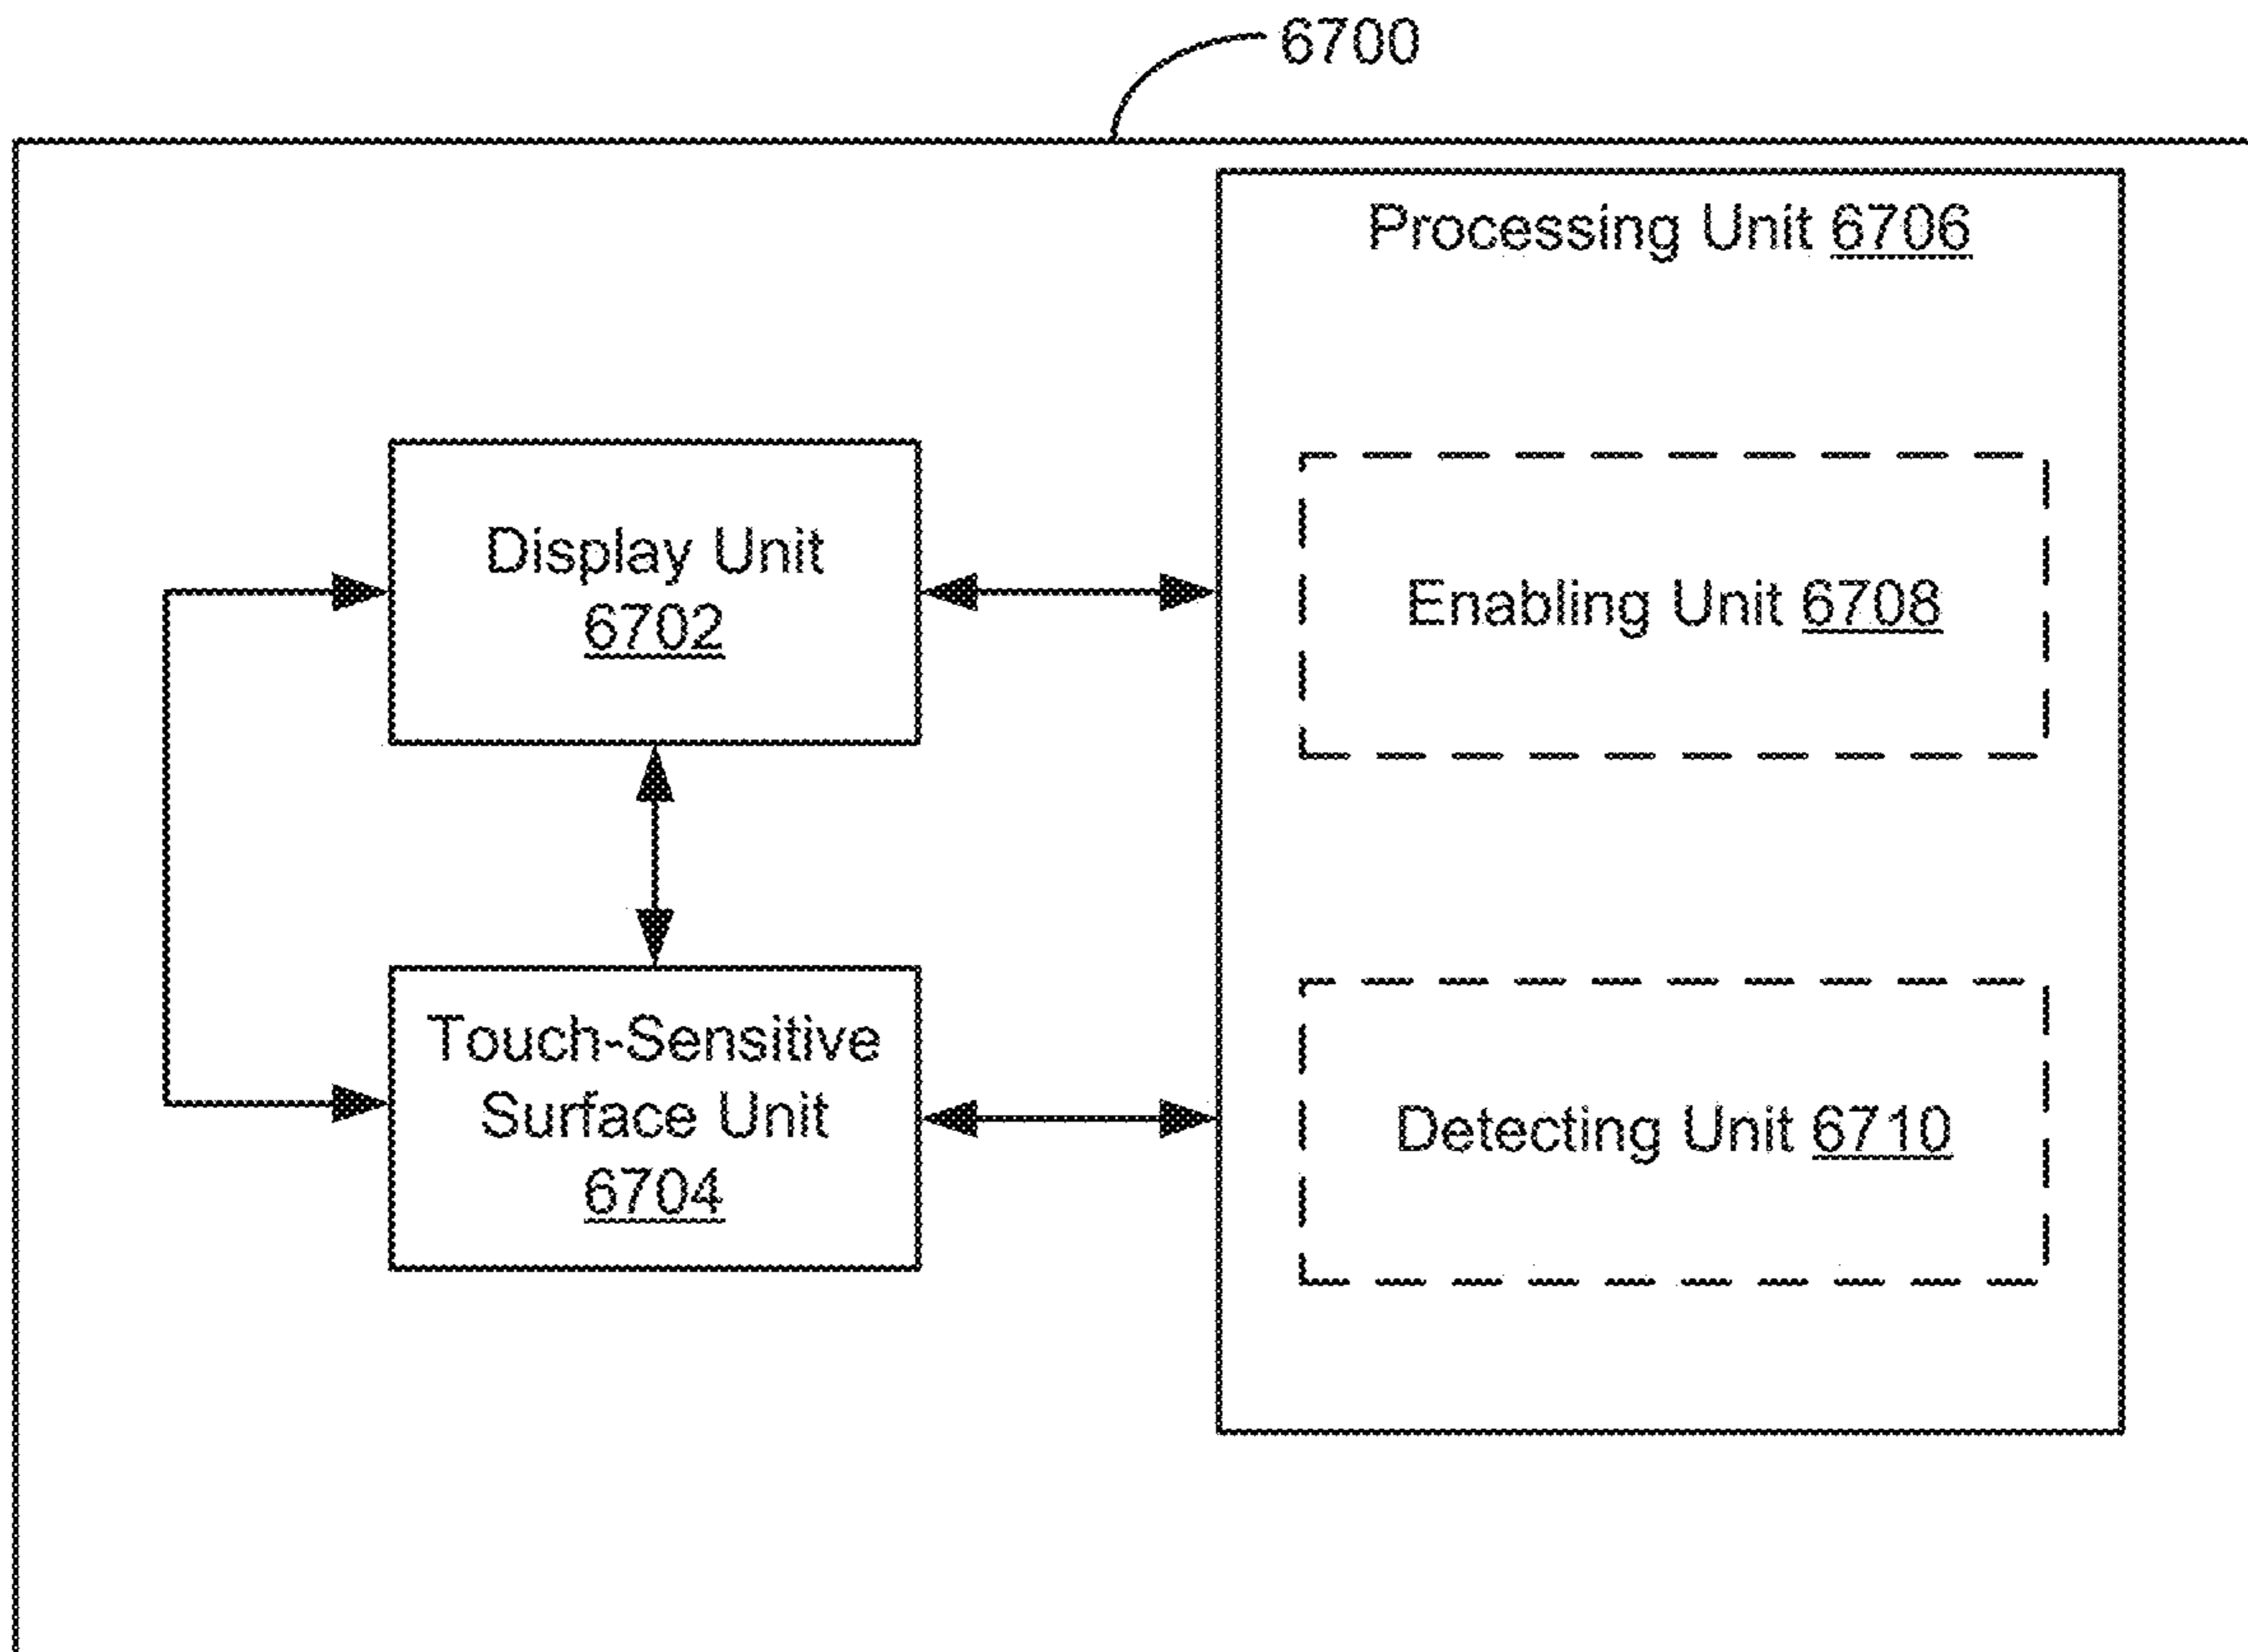 6700
Processing Unit 6706
Display Unit
6702
Enabling Unit 6708
Touch-Sensitive
Surface Unit
6704
Detecting Unit 6710